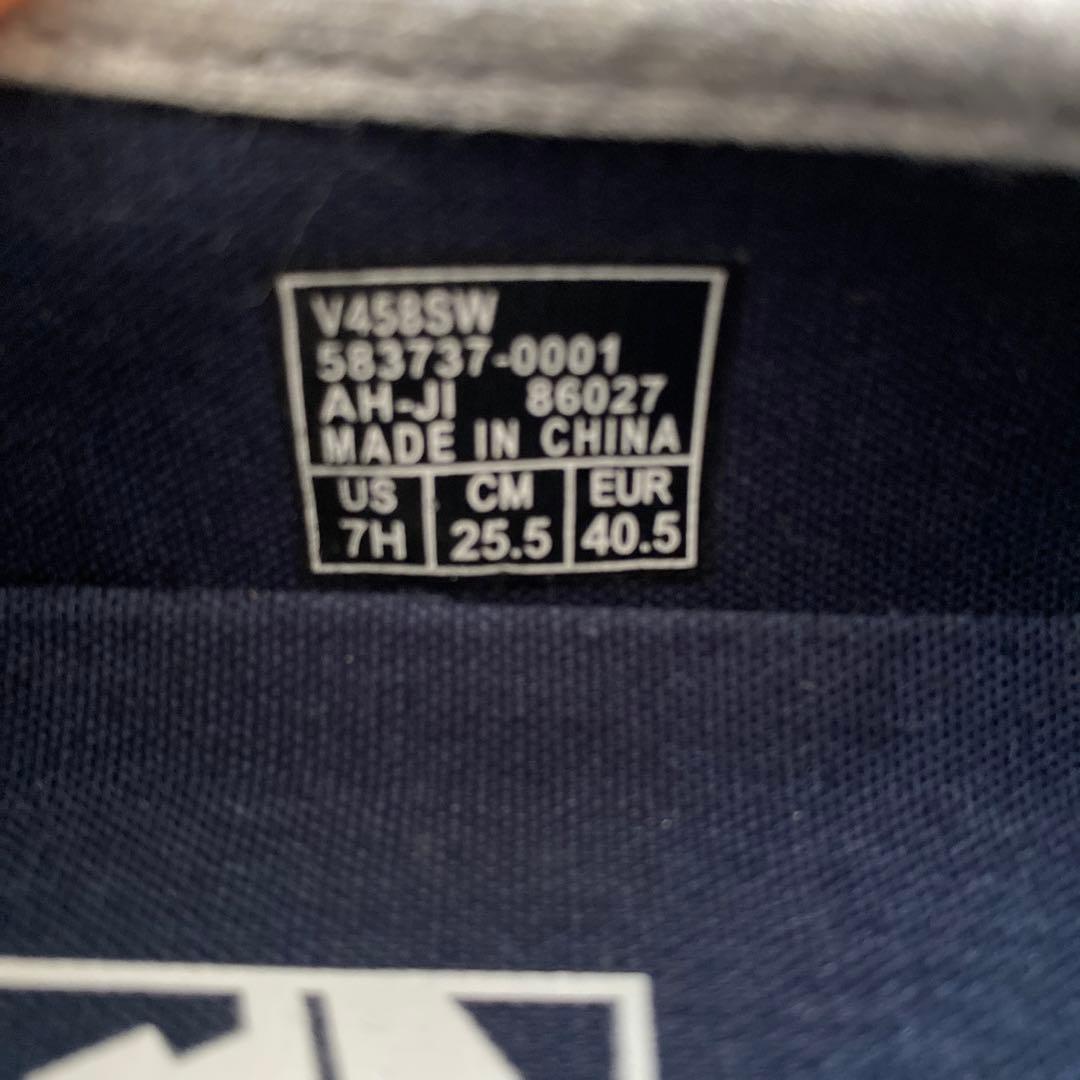 V458SW
583737-0001
AH-JI 86027
MADE IN CHINA
US CM EUR
7H 25.5 40.5